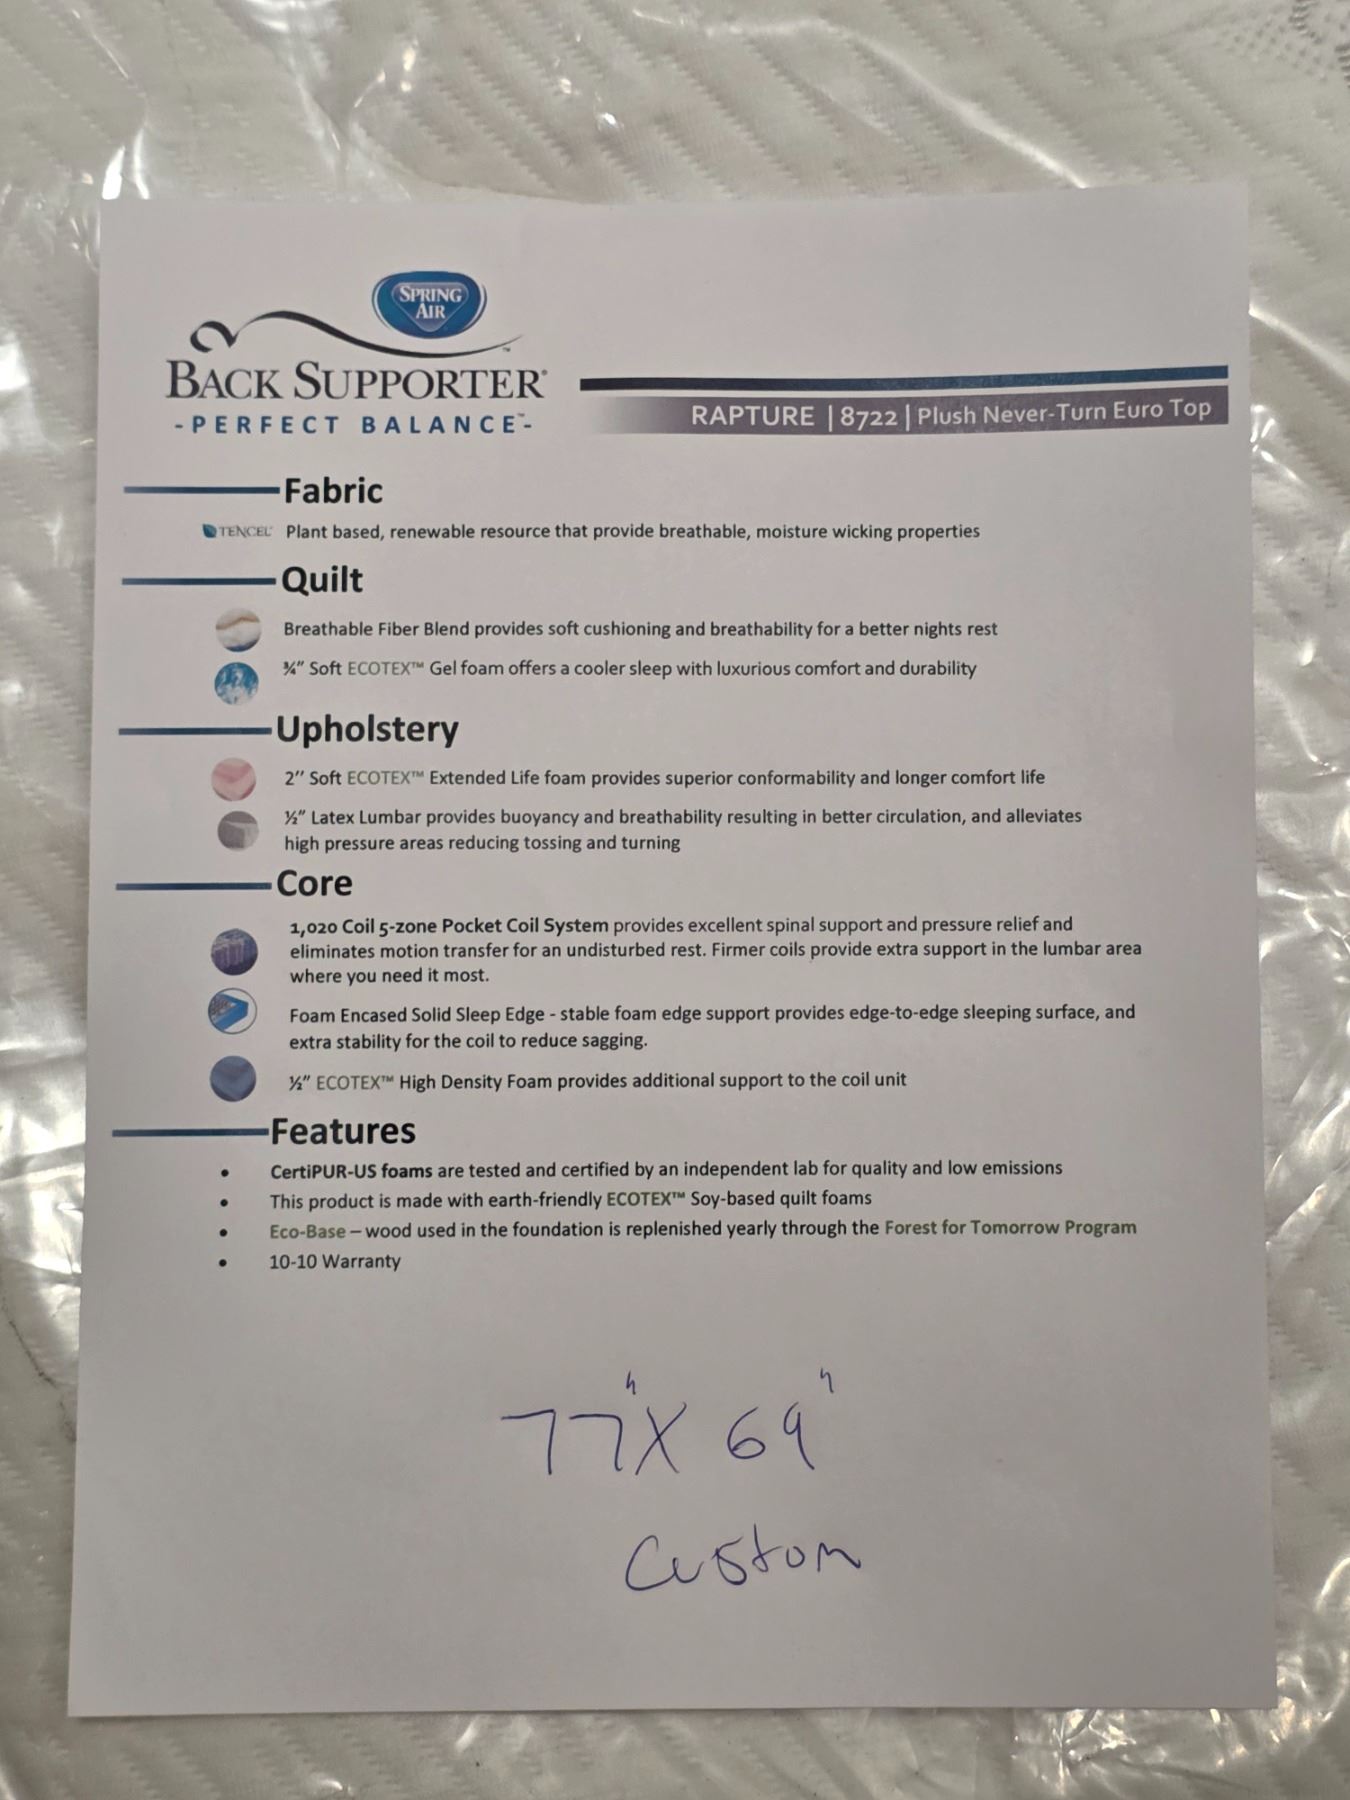 SPRING
AIR
BACK SUPPORTER®
-PERFECT BALANCE™-
RAPTURE | 8722 | Plush Never-Turn Euro Top
Fabric
TENCEL™ Plant based, renewable resource that provide breathable, moisture wicking properties
Quilt
Breathable Fiber Blend provides soft cushioning and breathability for a better nights rest
¾” Soft ECOTEX™ Gel foam offers a cooler sleep with luxurious comfort and durability
Upholstery
2” Soft ECOTEX™ Extended Life foam provides superior conformability and longer comfort life
½” Latex Lumbar provides buoyancy and breathability resulting in better circulation, and alleviates
high pressure areas reducing tossing and turning
Core
1,020 Coil 5-zone Pocket Coil System provides excellent spinal support and pressure relief and
eliminates motion transfer for an undisturbed rest. Firmer coils provide extra support in the lumbar area
where you need it most.
Foam Encased Solid Sleep Edge - stable foam edge support provides edge-to-edge sleeping surface, and
extra stability for the coil to reduce sagging.
½” ECOTEX™ High Density Foam provides additional support to the coil unit
Features
• CertiPUR-US foams are tested and certified by an independent lab for quality and low emissions
• This product is made with earth-friendly ECOTEX™ Soy-based quilt foams
• Eco-Base – wood used in the foundation is replenished yearly through the Forest for Tomorrow Program
• 10-10 Warranty
77" X 69"
Custom